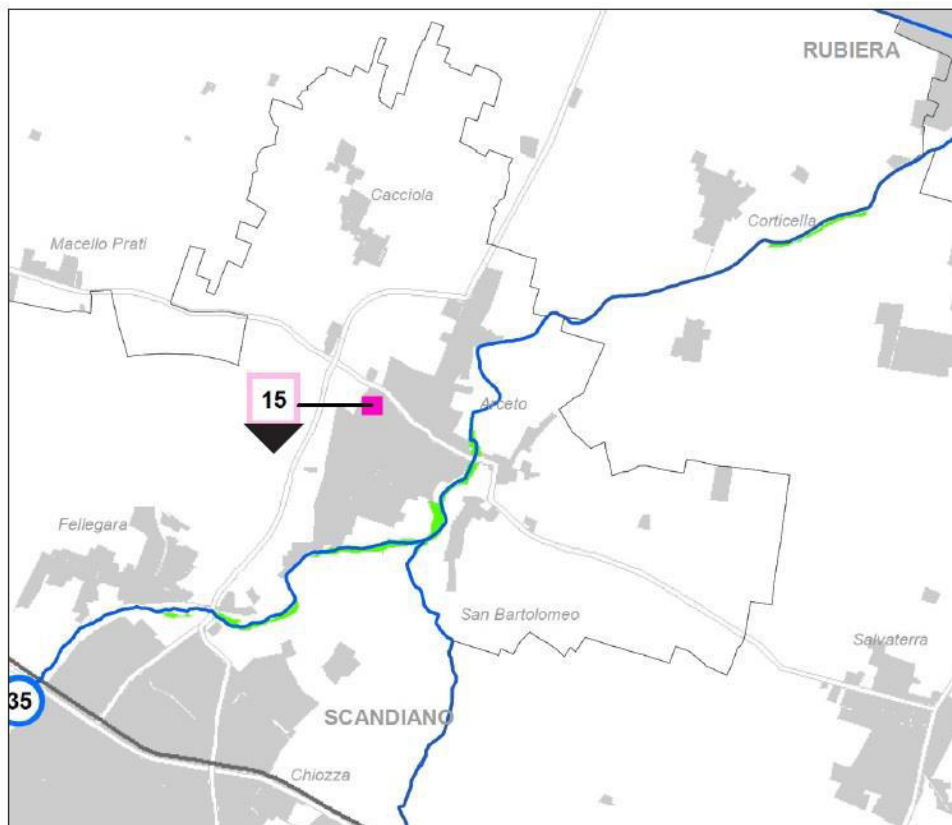 RUBIERA
Cacciola
Corticella
Macello Prati
15
Arceto
Fellegara
San Bartolomeo
Salvaterra
35
SCANDIANO
Chiozza